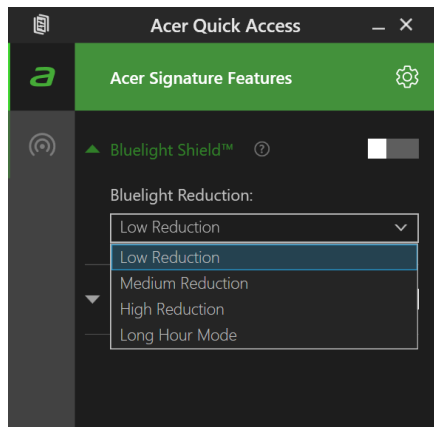 Acer Quick Access
a
Acer Signature Features
Bluelight Shield™ ?
Bluelight Reduction:
Low Reduction
Low Reduction
Medium Reduction
High Reduction
Long Hour Mode